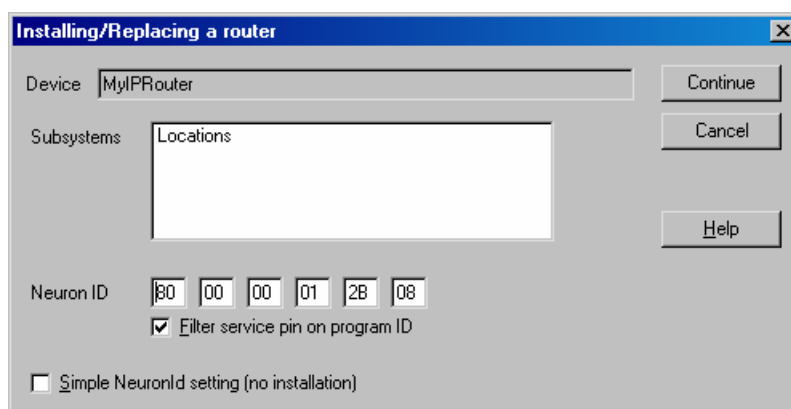 Installing/Replacing a router
Device MyIPRouter Continue
Subsystems Locations Cancel
Help
Neuron ID 80 00 00 01 2B 08
Filter service pin on program ID
Simple NeuronId setting (no installation)